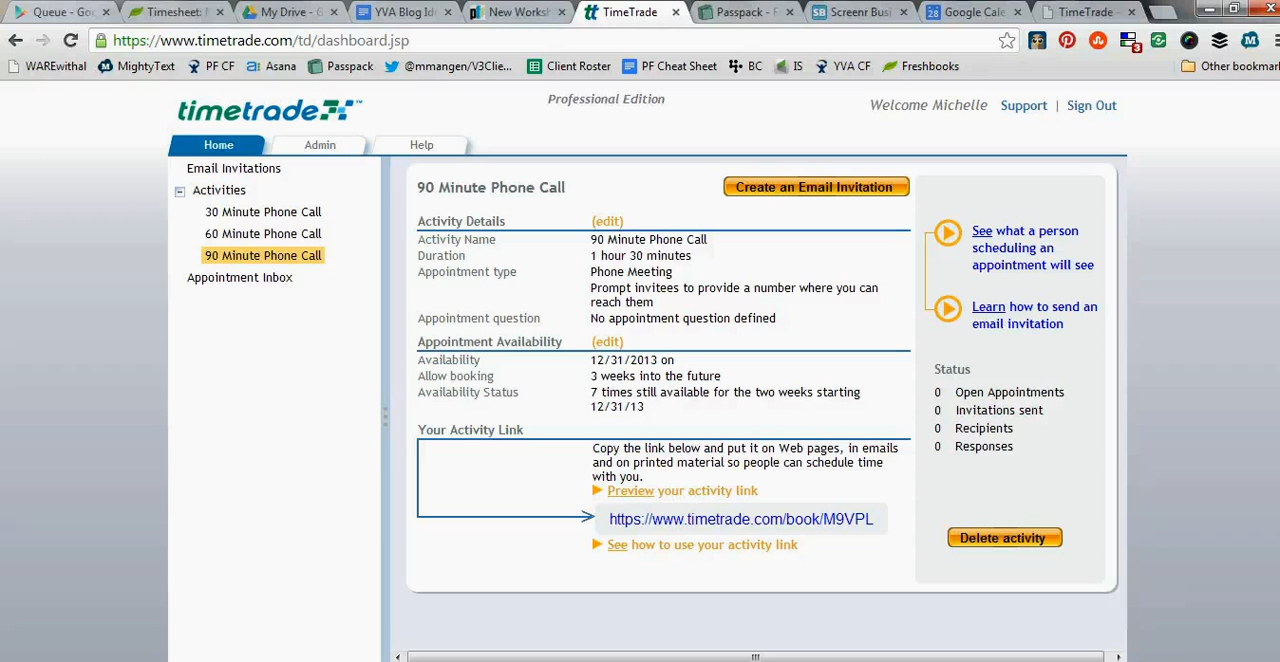 Queue - Goo
Timesheet: M
My Drive - G
YVA Blog Ide
New Worksh
TimeTrade
Passpack - F
Screenr Busi
Google Cale
TimeTrade -
https://www.timetrade.com/td/dashboard.jsp
3
WAREwithal
MightyText
PF CF
Asana
Passpack
@mnangen/V3Clie...
Client Roster
PF Cheat Sheet
BC
IS
YVA CF
Freshbooks
Other bookmar
timetrade
Professional Edition
Welcome Michelle
Support | Sign Out
Home
Admin
Help
Email Invitations
Activities
30 Minute Phone Call
60 Minute Phone Call
90 Minute Phone Call
Appointment Inbox
90 Minute Phone Call
Create an Email Invitation
Activity Details (edit)
Activity Name 90 Minute Phone Call
Duration 1 hour 30 minutes
Appointment type Phone Meeting
Prompt invitees to provide a number where you can
reach them
Appointment question No appointment question defined
Appointment Availability (edit)
Availability 12/31/2013 on
Allow booking 3 weeks into the future
Availability Status 7 times still available for the two weeks starting
12/31/13
Your Activity Link
Copy the link below and put it on Web pages, in emails
and on printed material so people can schedule time
with you.
Preview your activity link
https://www.timetrade.com/book/M9VPL
See how to use your activity link
See what a person
scheduling an
appointment will see
Learn how to send an
email invitation
Status
0 Open Appointments
0 Invitations sent
0 Recipients
0 Responses
Delete activity